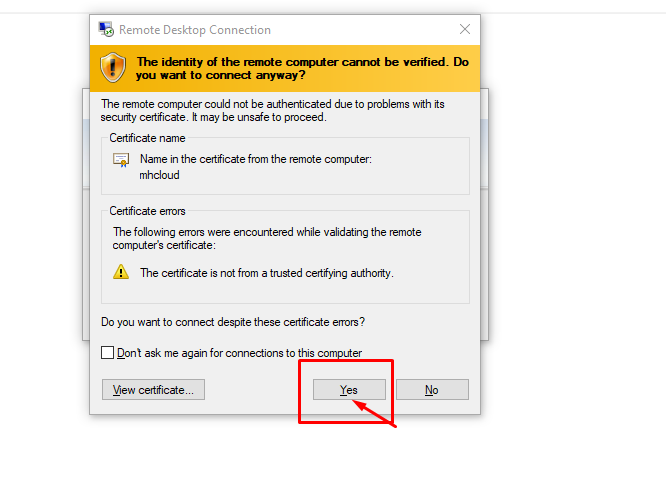 Remote Desktop Connection
The identity of the remote computer cannot be verified. Do
you want to connect anyway?
The remote computer could not be authenticated due to problems with its
security certificate. It may be unsafe to proceed.
Certificate name
Name in the certificate from the remote computer:
mhcloud
Certificate errors
The following errors were encountered while validating the remote
computer's certificate:
The certificate is not from a trusted certifying authority.
Do you want to connect despite these certificate errors?
Don't ask me again for connections to this computer
View certificate...
Yes
No